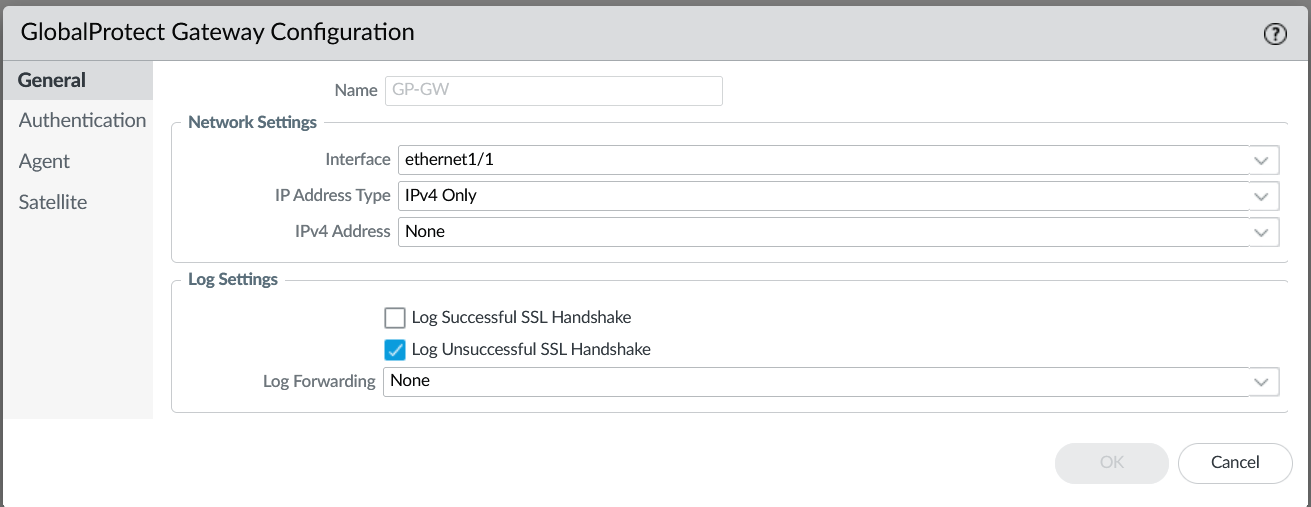 GlobalProtect Gateway Configuration
?
General
Authentication
Agent
Satellite
Name GP-GW
Network Settings
Interface ethernet1/1
IP Address Type IPv4 Only
IPv4 Address None
Log Settings
Log Successful SSL Handshake
Log Unsuccessful SSL Handshake
Log Forwarding None
OK Cancel